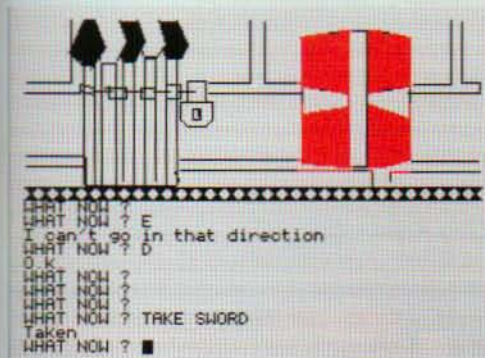 WHAT NOW ?
WHAT NOW ? E
I can't go in that direction
WHAT NOW ? D
O.k
WHAT NOW ?
WHAT NOW ?
WHAT NOW ?
WHAT NOW ? TAKE SWORD
Taken
WHAT NOW ?